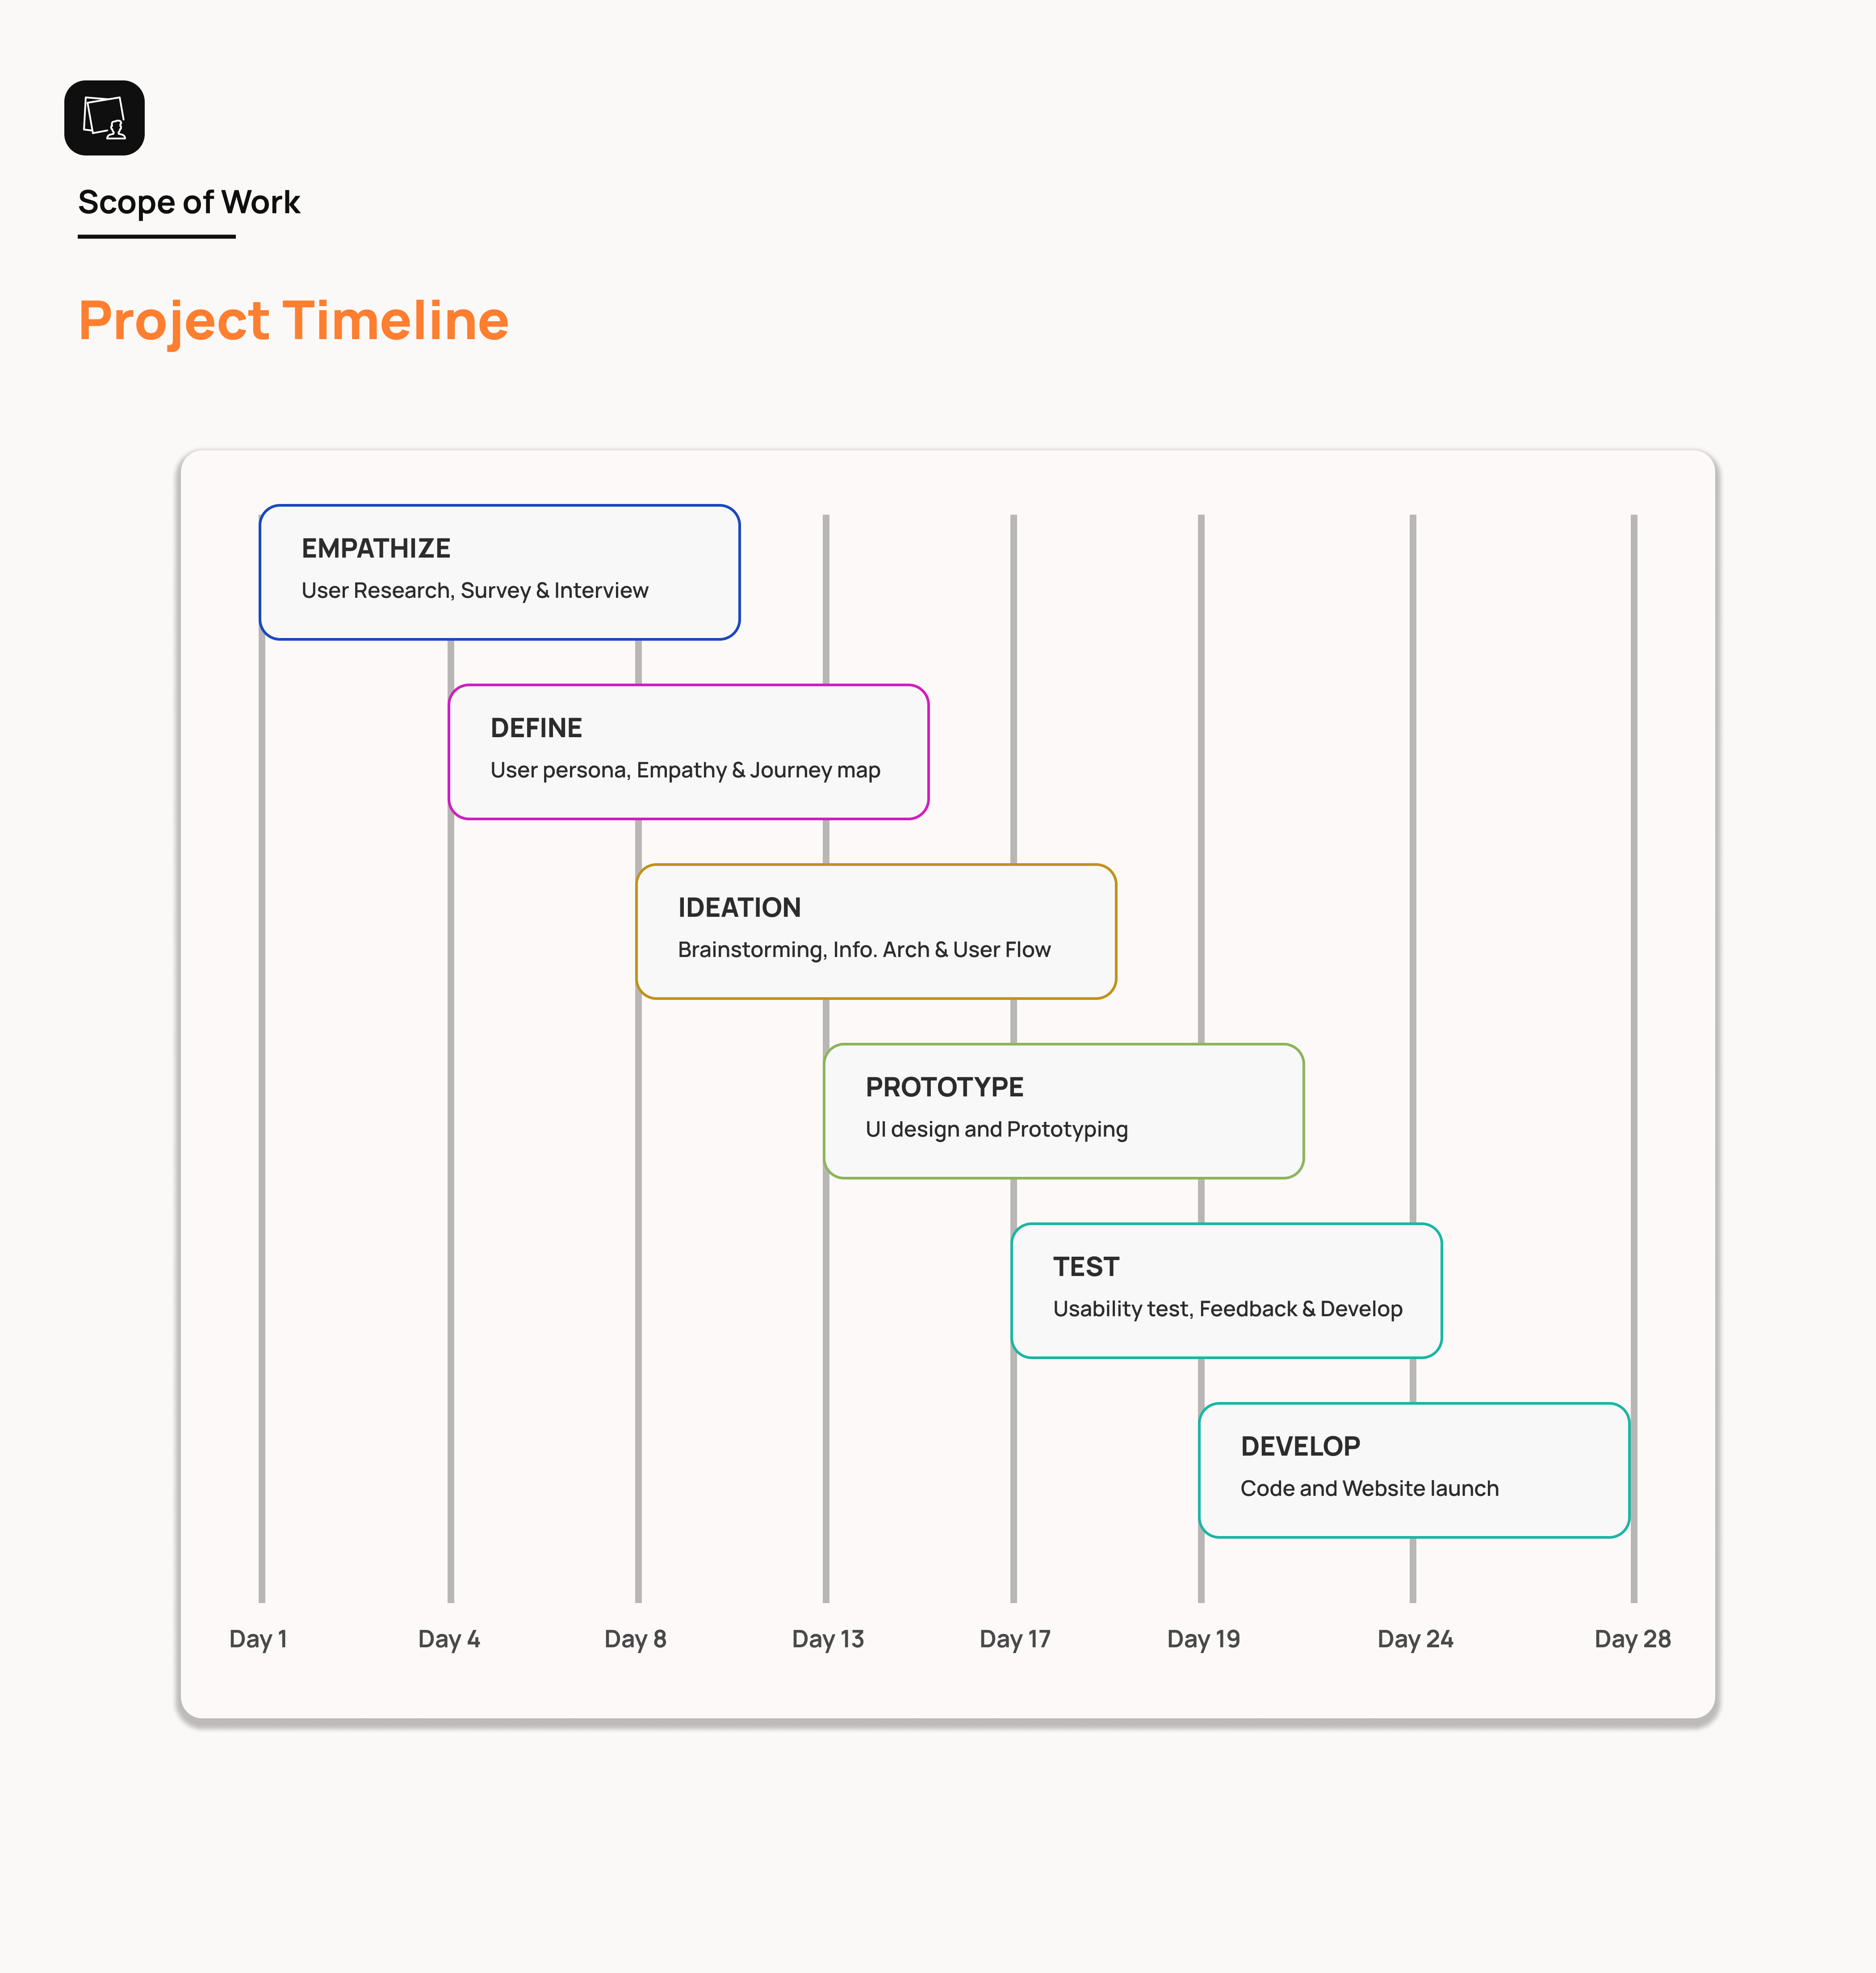 Scope of Work
Project Timeline
EMPATHIZE
User Research, Survey & Interview
DEFINE
User persona, Empathy & Journey map
IDEATION
Brainstorming, Info. Arch & User Flow
PROTOTYPE
UI design and Prototyping
TEST
Usability test, Feedback & Develop
DEVELOP
Code and Website launch
Day 1 Day 4 Day 8 Day 13 Day 17 Day 19 Day 24 Day 28